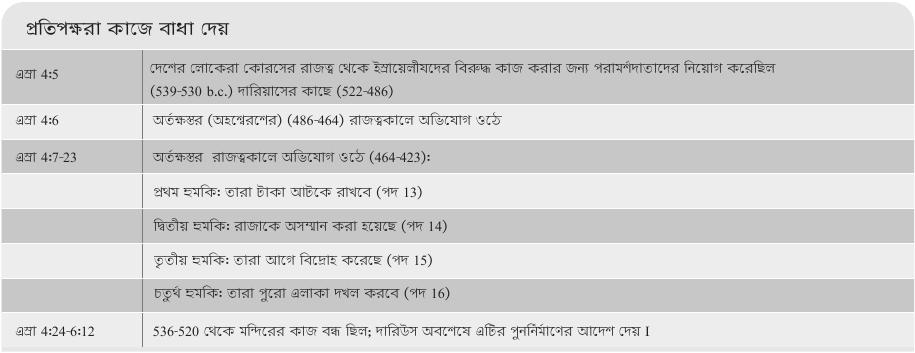 প্রতিপক্ষরা কাজে বাধা দেয়
এস্রা 4:5 দেশের লোকেরা কোরসের রাজত্ব থেকে ইস্রায়েলীযদের বিরুদ্ধ কাজ করার জন্য পরামর্শদাতাদের নিয়োগ করেছিল
(539-530 b.c.) দারিয়াসের কাছে (522-486)
এস্রা 4:6 অর্তক্ষস্তর (অহশ্বেরশের) (486-464) রাজত্বকালে অভিযোগ ওঠে
এস্রা 4:7-23 অর্তক্ষস্তর রাজত্বকালে অভিযোগ ওঠে (464-423):
প্রথম হুমকি: তারা টাকা আটকে রাখবে (পদ 13)
দ্বিতীয় হুমকি: রাজাকে অসম্মান করা হয়েছে (পদ 14)
তৃতীয় হুমকি: তারা আগে বিদ্রোহ করেছে (পদ 15)
চতুর্থ হুমকি: তারা পুরো এলাকা দখল করবে (পদ 16)
এস্রা 4:24-6:12 536-520 থেকে মন্দিরের কাজ বন্ধ ছিল; দারিউস অবশেষে এটির পুনর্নির্মাণের আদেশ দেয় I